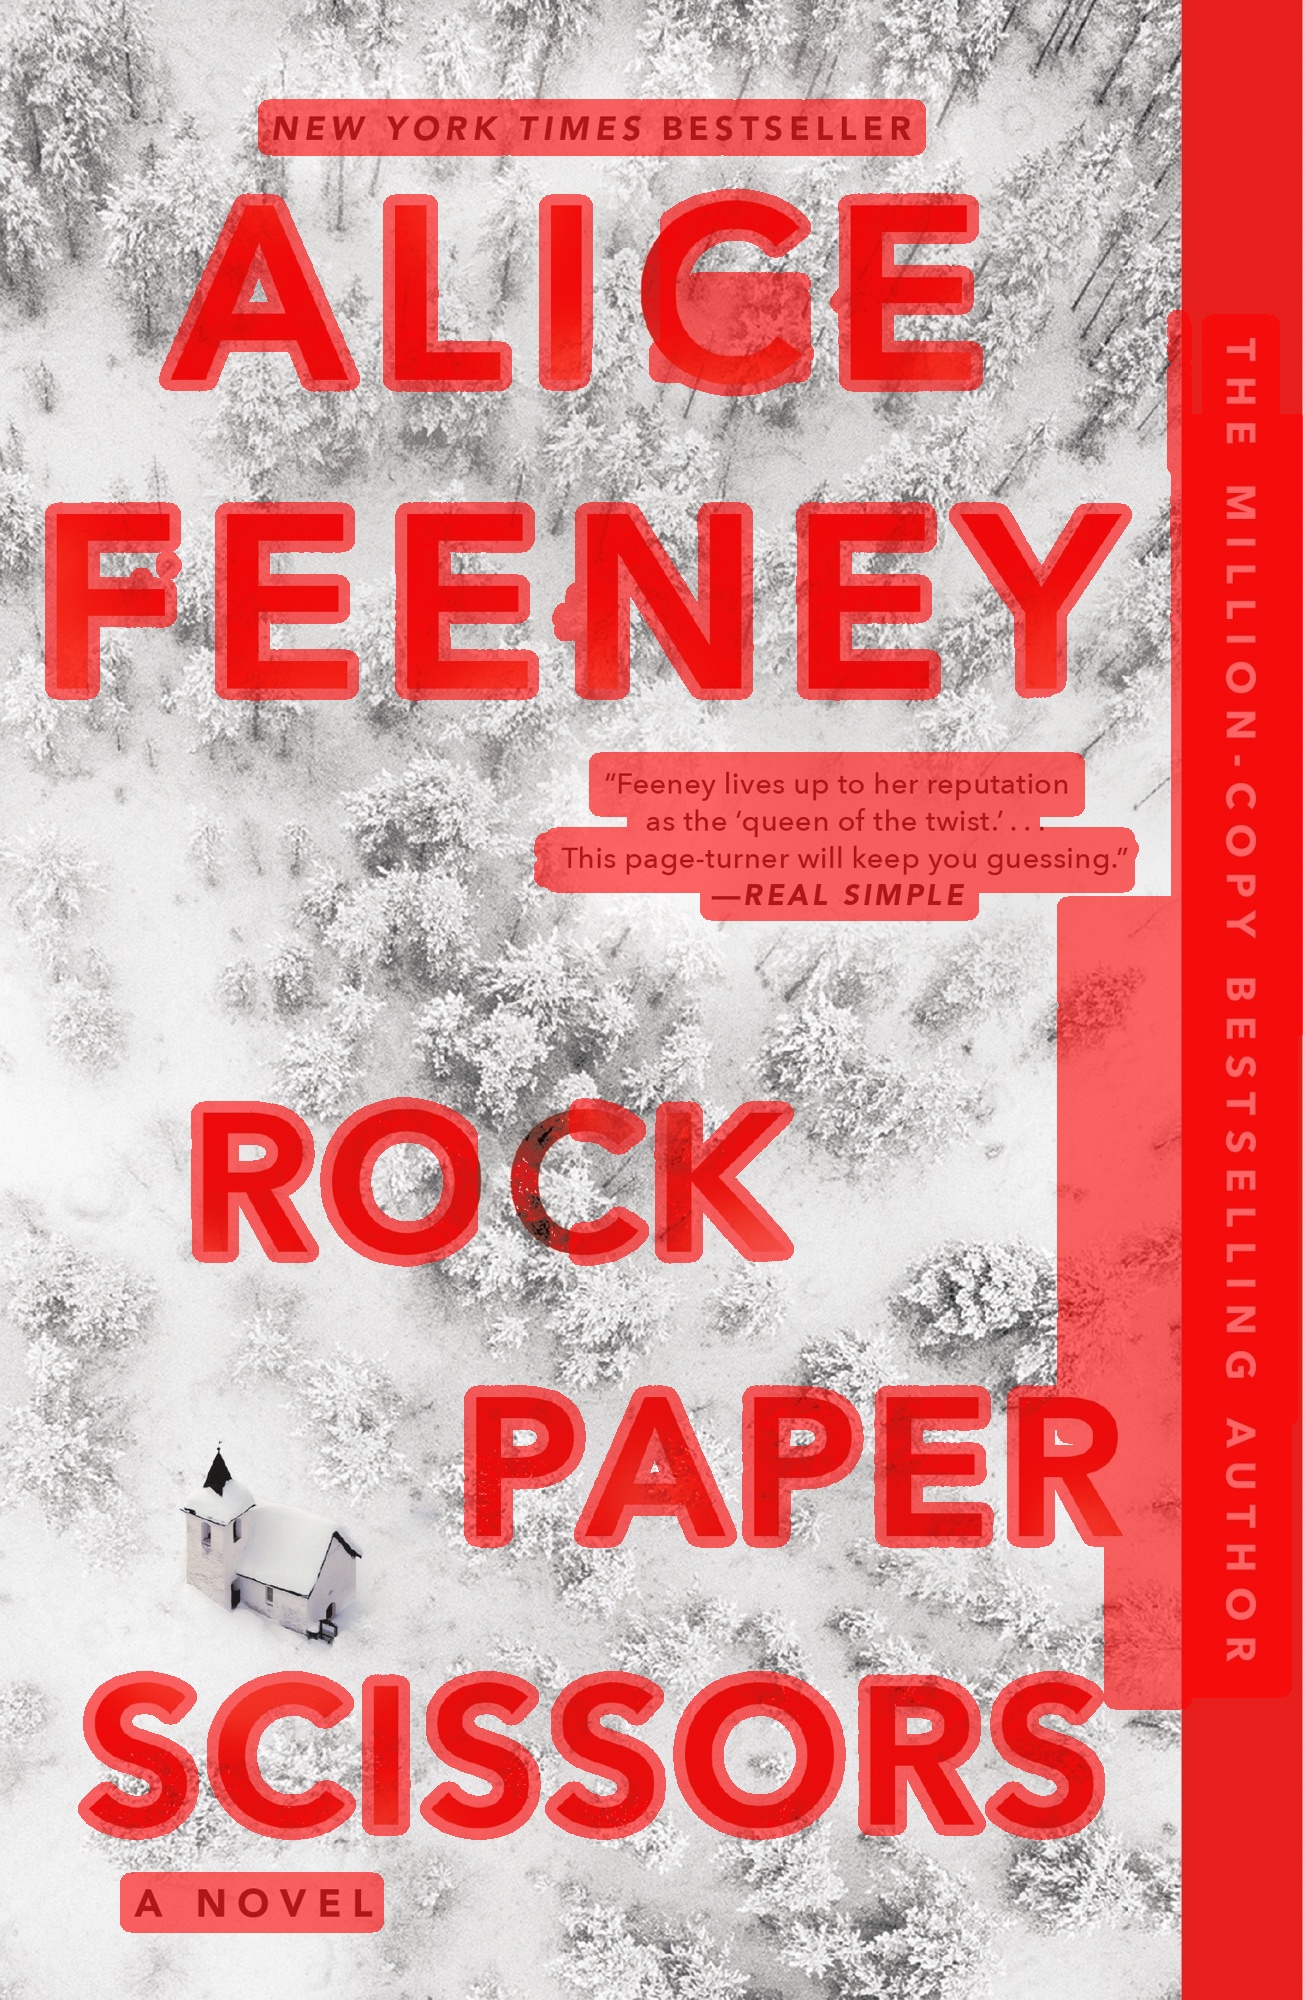 NEW YORK TIMES BESTSELLER
ALICE
FEENEY
“Feeney lives up to her reputation
as the ‘queen of the twist.’ . . .
This page-turner will keep you guessing.”
—REAL SIMPLE
ROCK
PAPER
SCISSORS
A NOVEL
THE MILLION-COPY BESTSELLING AUTHOR